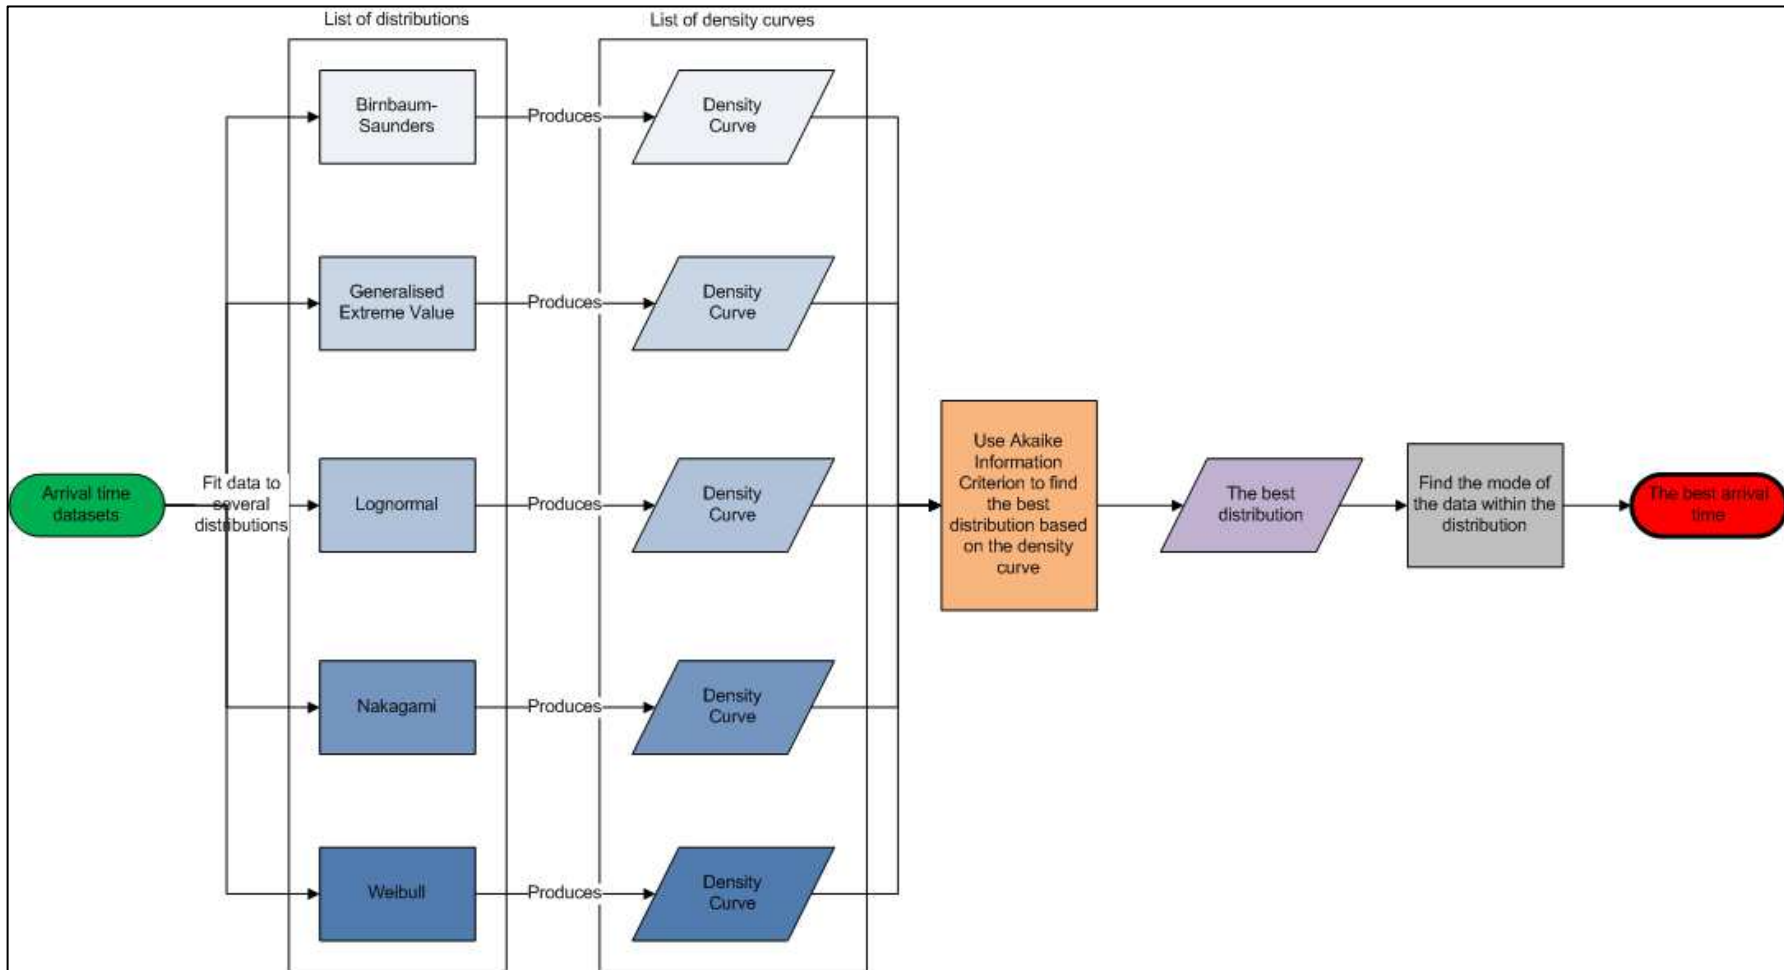 List of distributions
List of density curves
Birnbaum-
Saunders
Produces
Density
Curve
Generalised
Extreme Value
Produces
Density
Curve
Arrival time
datasets
Fit data to
several
distributions
Lognormal
Produces
Density
Curve
Use Akaike
Information
Criterion to find
the best
distribution based
on the density
curve
The best
distribution
Find the mode of
the data within the
distribution
The best arrival
time
Nakagami
Produces
Density
Curve
Weibull
Produces
Density
Curve